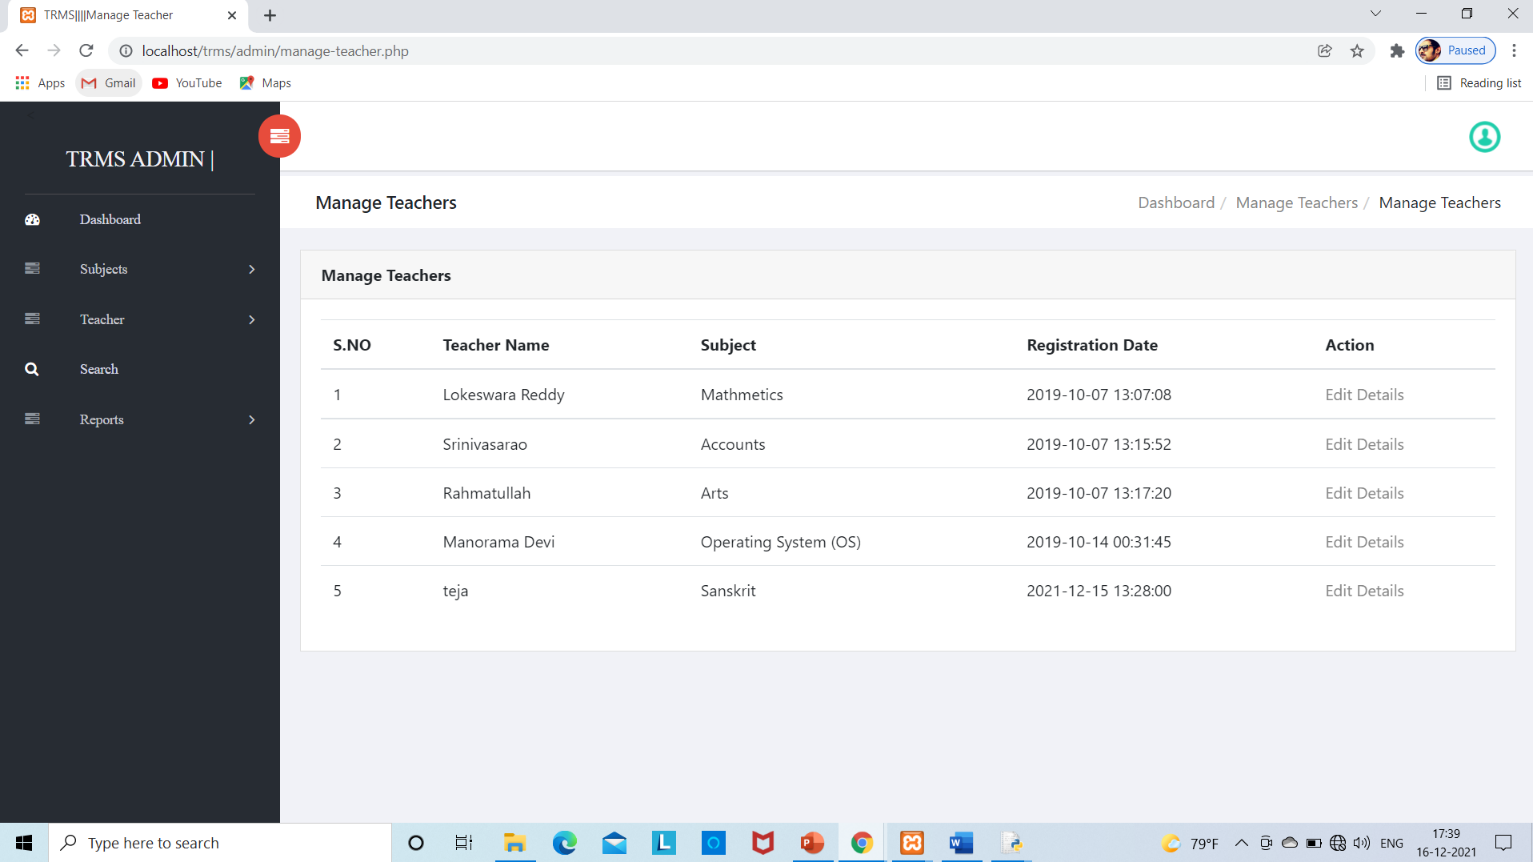 TRMS||||Manage Teacher
localhost/trms/admin/manage-teacher.php
Paused
Apps Gmail YouTube Maps Reading list
TRMS ADMIN |
Dashboard
Subjects
Teacher
Search
Reports
Manage Teachers
Dashboard / Manage Teachers / Manage Teachers
Manage Teachers
S.NO Teacher Name Subject Registration Date Action
1 Lokeswara Reddy Mathmetics 2019-10-07 13:07:08 Edit Details
2 Srinivasarao Accounts 2019-10-07 13:15:52 Edit Details
3 Rahmatullah Arts 2019-10-07 13:17:20 Edit Details
4 Manorama Devi Operating System (OS) 2019-10-14 00:31:45 Edit Details
5 teja Sanskrit 2021-12-15 13:28:00 Edit Details
Type here to search
79°F ENG
17:39
16-12-2021